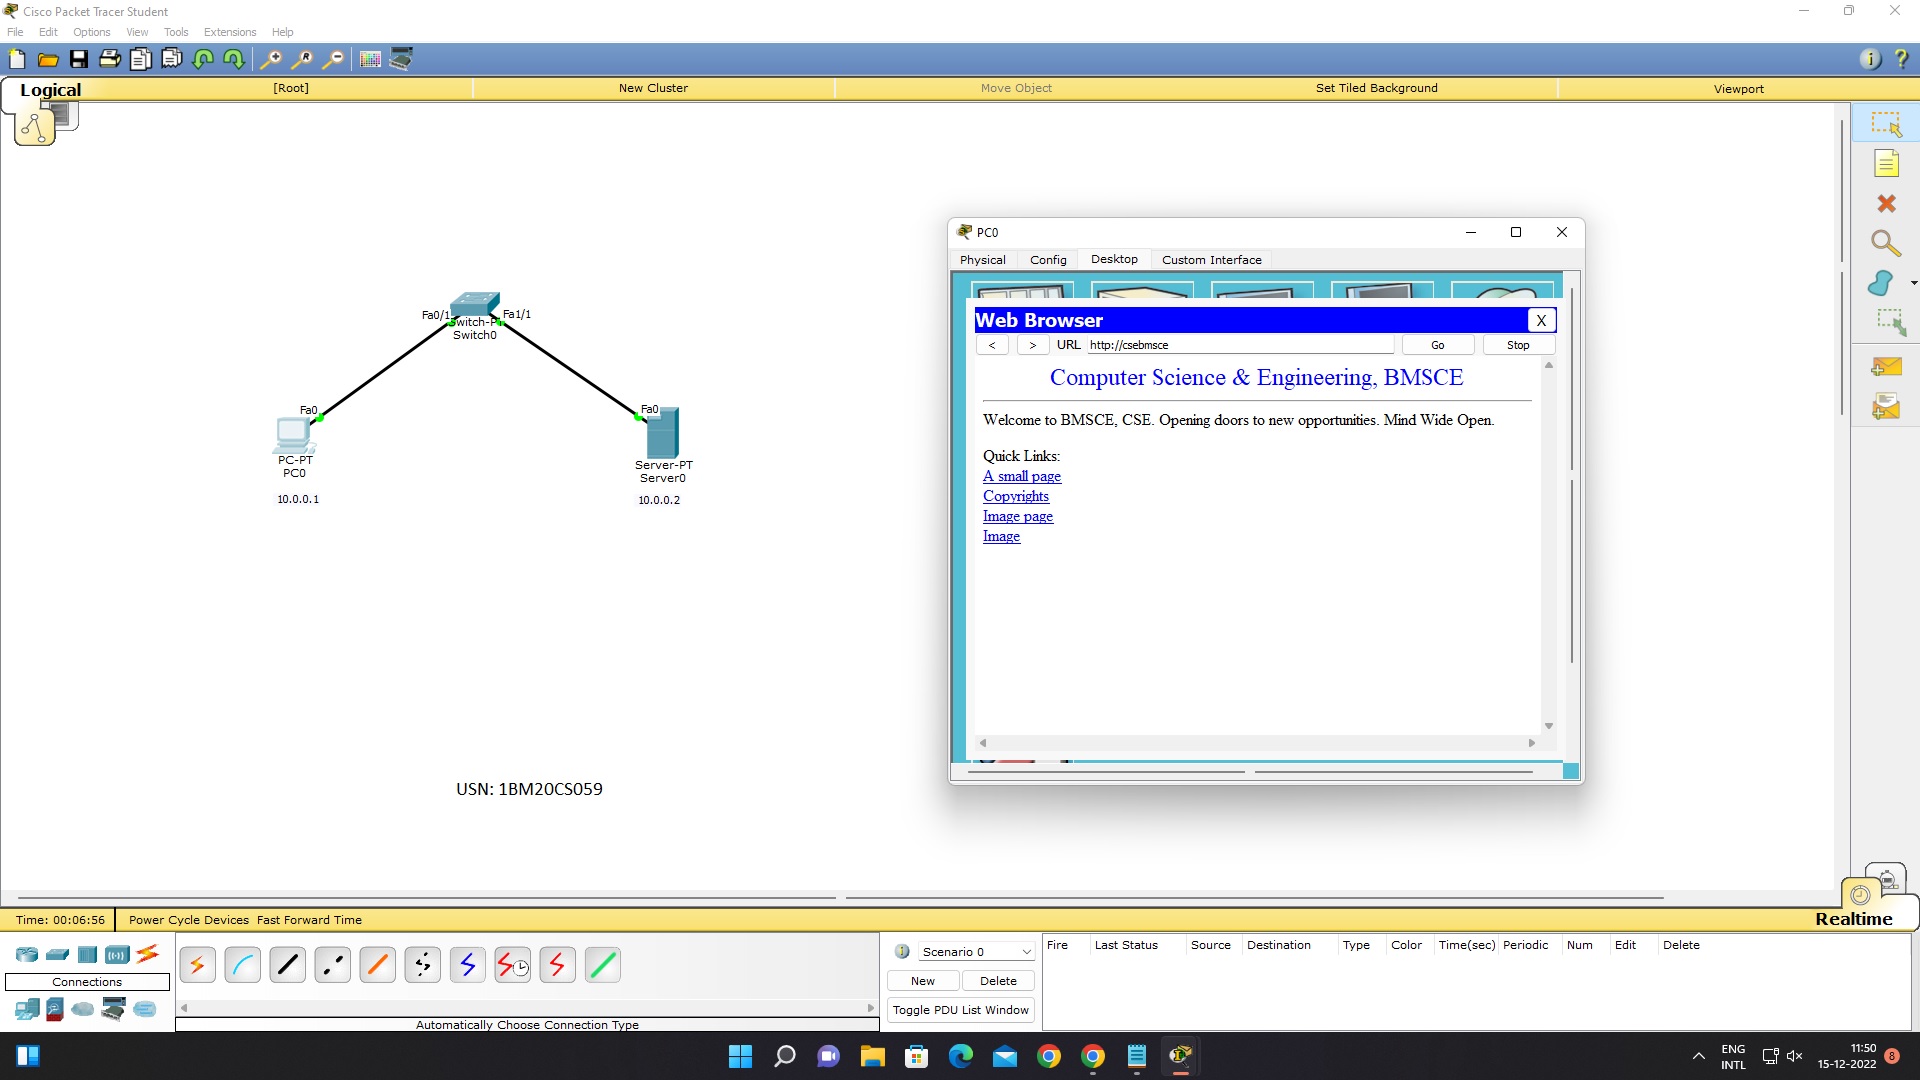 Cisco Packet Tracer Student
File Edit Options View Tools Extensions Help
Logical [Root] New Cluster Move Object Set Tiled Background Viewport
PC0
Physical Config Desktop Custom Interface
Web Browser X
< > URL http://csebmsce Go Stop
Computer Science & Engineering, BMSCE
Welcome to BMSCE, CSE. Opening doors to new opportunities. Mind Wide Open.
Quick Links:
A small page
Copyrights
Image page
Image
Fa0/1 Fa1/1
Switch-PT
Switch0
Fa0
PC-PT
PC0
10.0.0.1
Fa0
Server-PT
Server0
10.0.0.2
USN: 1BM20CS059
Time: 00:06:56 Power Cycle Devices Fast Forward Time Realtime
Connections
Automatically Choose Connection Type
Scenario 0
New Delete
Toggle PDU List Window
Fire Last Status Source Destination Type Color Time(sec) Periodic Num Edit Delete
ENG
INTL
11:50
15-12-2022
8